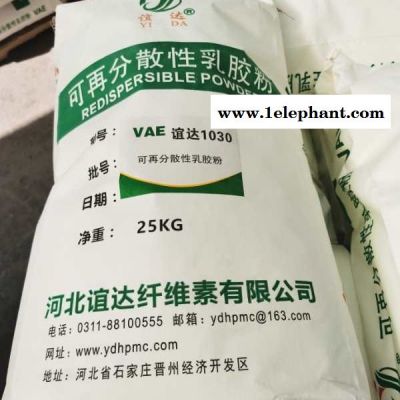 谊达®
YI DA
可再分散性乳胶粉
REDISPERSIBLE POWDER
www.1elephant.com
型号: VAE 谊达1030
批号: 可再分散性乳胶粉
日期:
净重: 25KG
河北谊达纤维素有限公司
电话: 0311-88100555 邮箱: ydhpmc@163.com
网址: www.ydhpmc.com
地址: 河北省石家庄晋州经济开发区